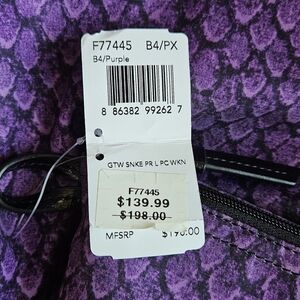 F77445 B4/PX
B4/Purple
8 86382 99262 7
GTW SNKE PR L PC WKN
F77445
$139.99
$198.00
MFSRP $198.00